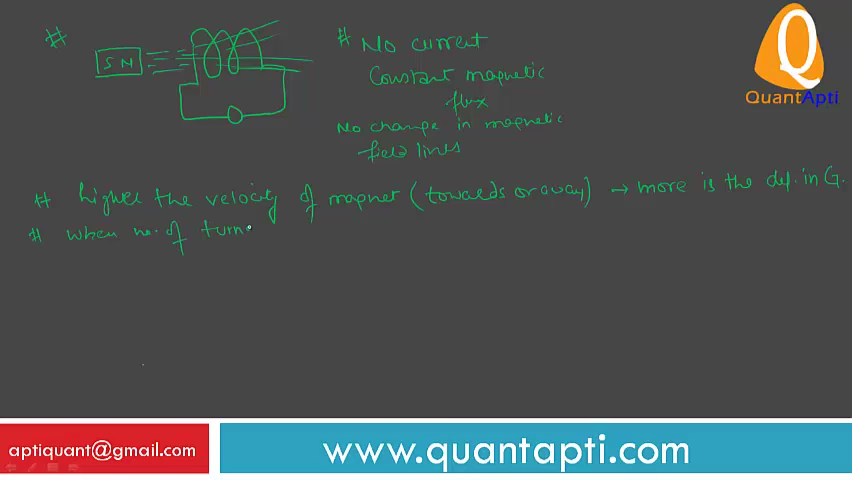 #
S N
# No current
Constant magnetic
flux
No change in magnetic
field lines
# higher the velocity of magnet (towards or away) → more is the def. in G.
# when no. of turn
Q
QuantApti
aptiquant@gmail.com
www.quantapti.com